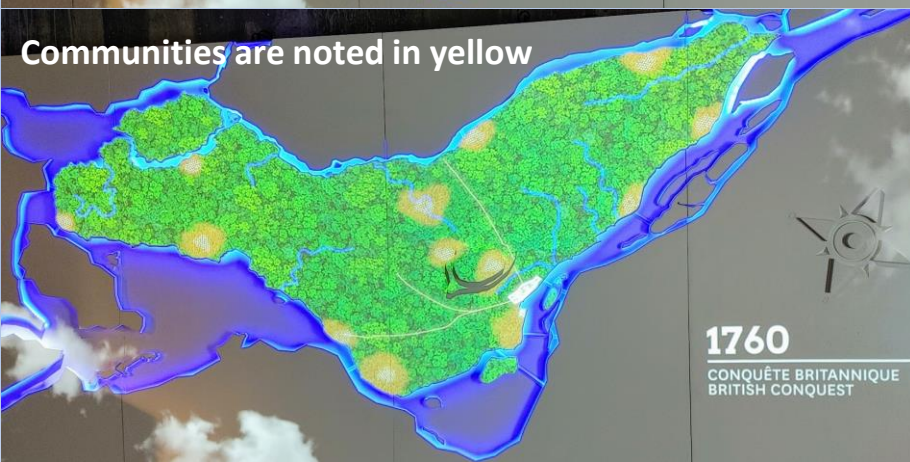 Communities are noted in yellow
1760
CONQUÊTE BRITANNIQUE
BRITISH CONQUEST